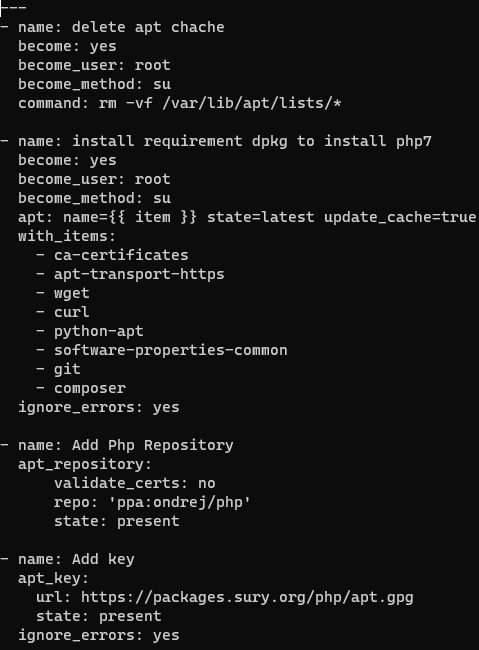 ---
- name: delete apt chache
  become: yes
  become_user: root
  become_method: su
  command: rm -vf /var/lib/apt/lists/*

- name: install requirement dpkg to install php7
  become: yes
  become_user: root
  become_method: su
  apt: name={{ item }} state=latest update_cache=true
  with_items:
    - ca-certificates
    - apt-transport-https
    - wget
    - curl
    - python-apt
    - software-properties-common
    - git
    - composer
  ignore_errors: yes

- name: Add Php Repository
  apt_repository:
      validate_certs: no
      repo: 'ppa:ondrej/php'
      state: present

- name: Add key
  apt_key:
    url: https://packages.sury.org/php/apt.gpg
    state: present
  ignore_errors: yes